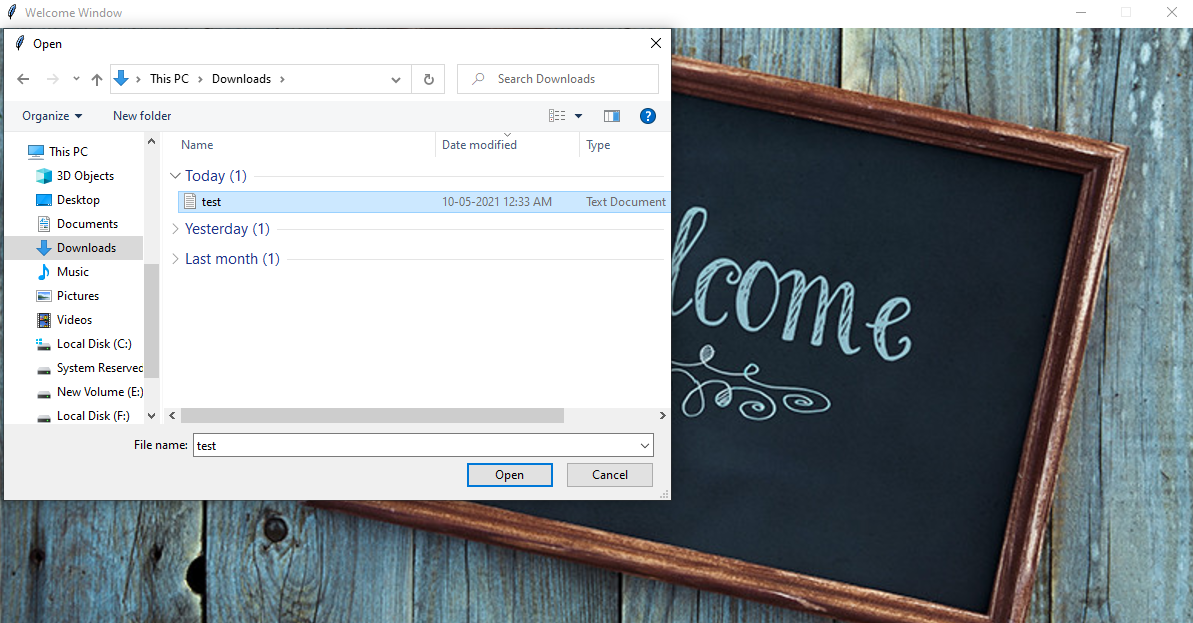 Welcome Window
Open
This PC Downloads
Search Downloads
Organize New folder
Name Date modified Type
This PC
3D Objects
Desktop
Documents
Downloads
Music
Pictures
Videos
Local Disk (C:)
System Reserved
New Volume (E:)
Local Disk (F:)
Today (1)
test 10-05-2021 12:33 AM Text Document
Yesterday (1)
Last month (1)
File name: test
Open Cancel
lcome